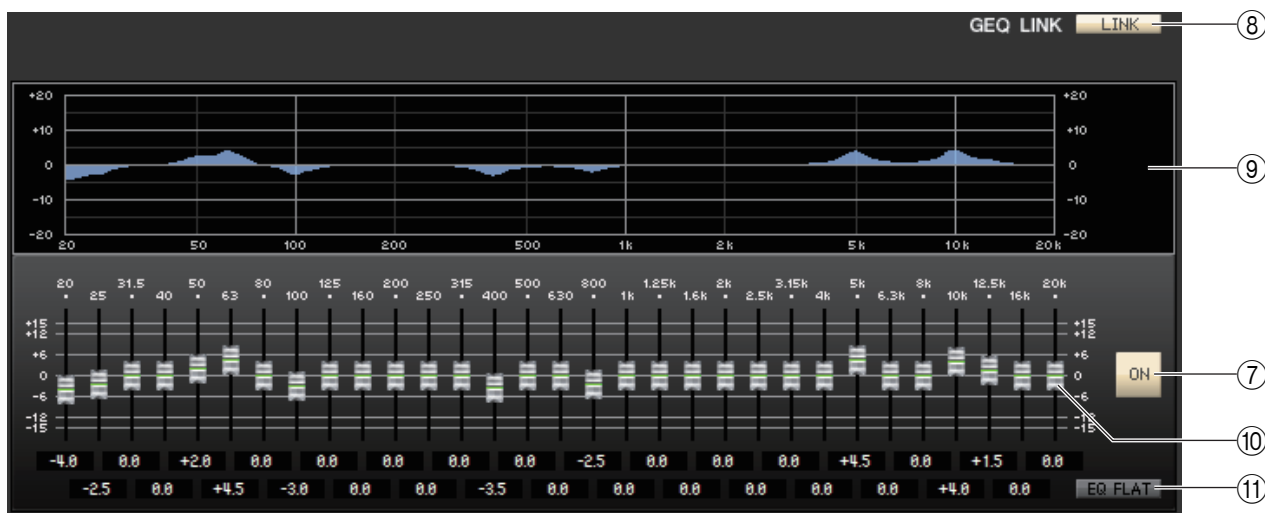 GEQ LINK LINK ⑧
+20 +20
+10 +10
0 0 ⑨
-10 -10
-20 -20
20 50 100 200 500 1k 2k 5k 10k 20k
20 31.5 50 80 125 200 315 500 800 1.25k 2k 3.15k 5k 8k 12.5k 20k
25 40 63 100 160 250 400 630 1k 1.6k 2.5k 4k 6.3k 10k 16k
+15 +15
+12 +12
+6 +6
0 0 ON ⑦
-6 -6
-12 -12
-15 -15
⑩
-4.0 0.0 +2.0 0.0 0.0 0.0 0.0 0.0 -2.5 0.0 0.0 0.0 +4.5 0.0 +1.5 0.0
-2.5 0.0 +4.5 -3.0 0.0 0.0 -3.5 0.0 0.0 0.0 0.0 0.0 0.0 +4.0 0.0 EQ FLAT ⑪